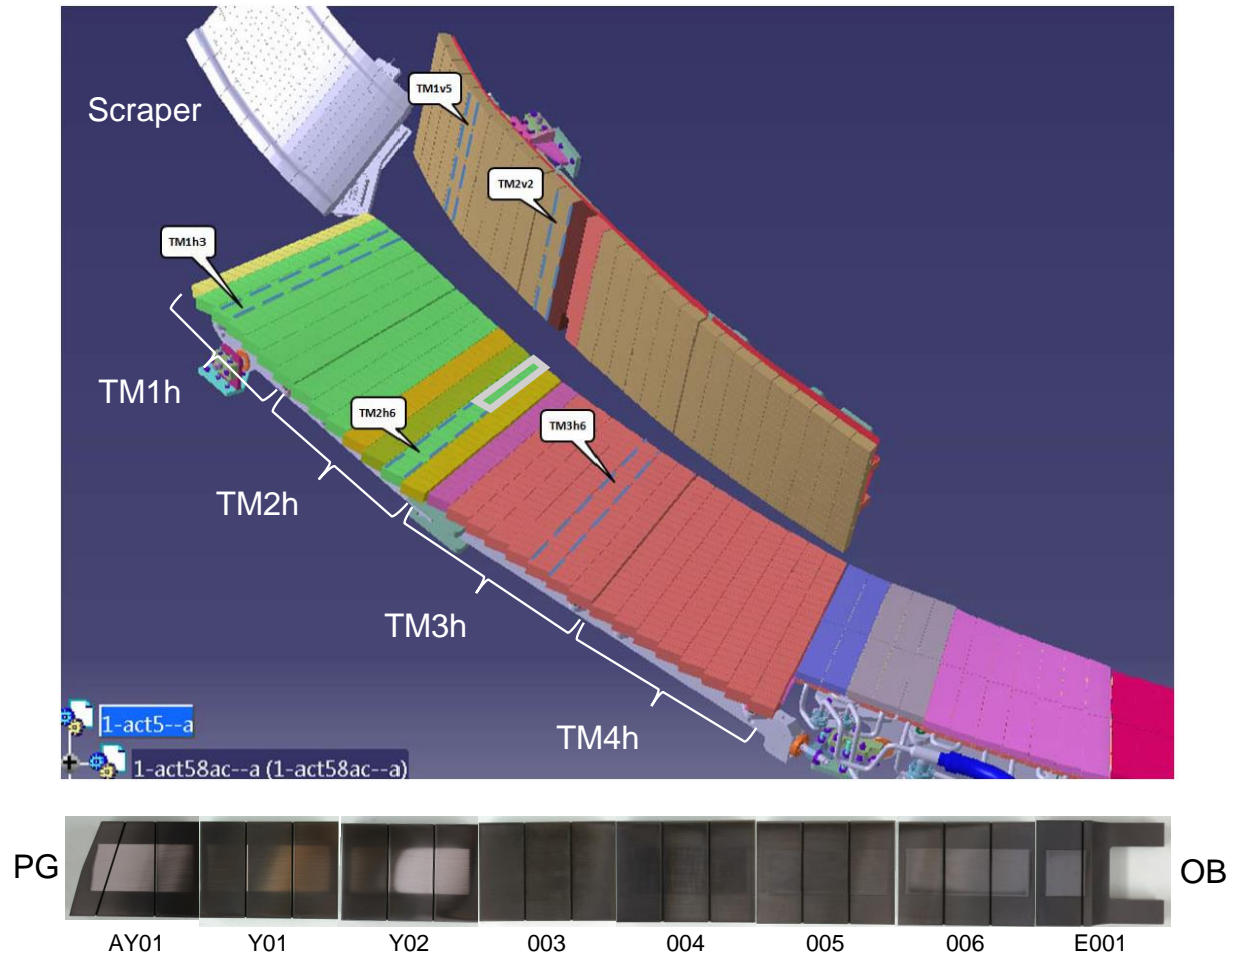 Scraper
TM1v5
TM2v2
TM1h3
TM1h
TM2h6
TM3h6
TM2h
TM3h
TM4h
1-act5--a
1-act58ac--a (1-act58ac--a)
PG
OB
AY01 Y01 Y02 003 004 005 006 E001